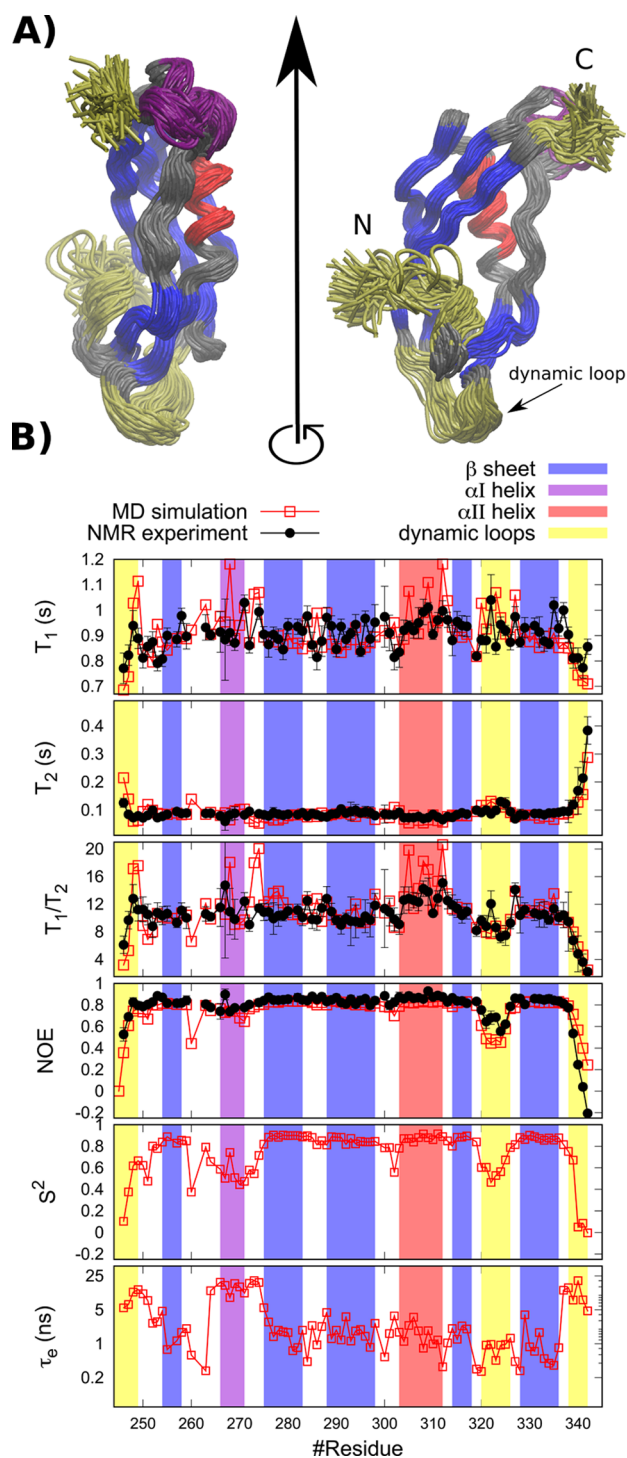 A)
C
N
dynamic loop
B)
β sheet
αI helix
MD simulation
αII helix
NMR experiment
dynamic loops
1.2
1.1
1
0.9
0.8
0.7
T1 (s)
0.4
0.3
0.2
0.1
T2 (s)
20
16
12
8
4
T1/T2
1
0.8
0.6
0.4
0.2
0
-0.2
NOE
1
0.8
0.6
0.4
0.2
0
-0.2
S2
25
5
1
0.2
τe (ns)
250 260 270 280 290 300 310 320 330 340
#Residue